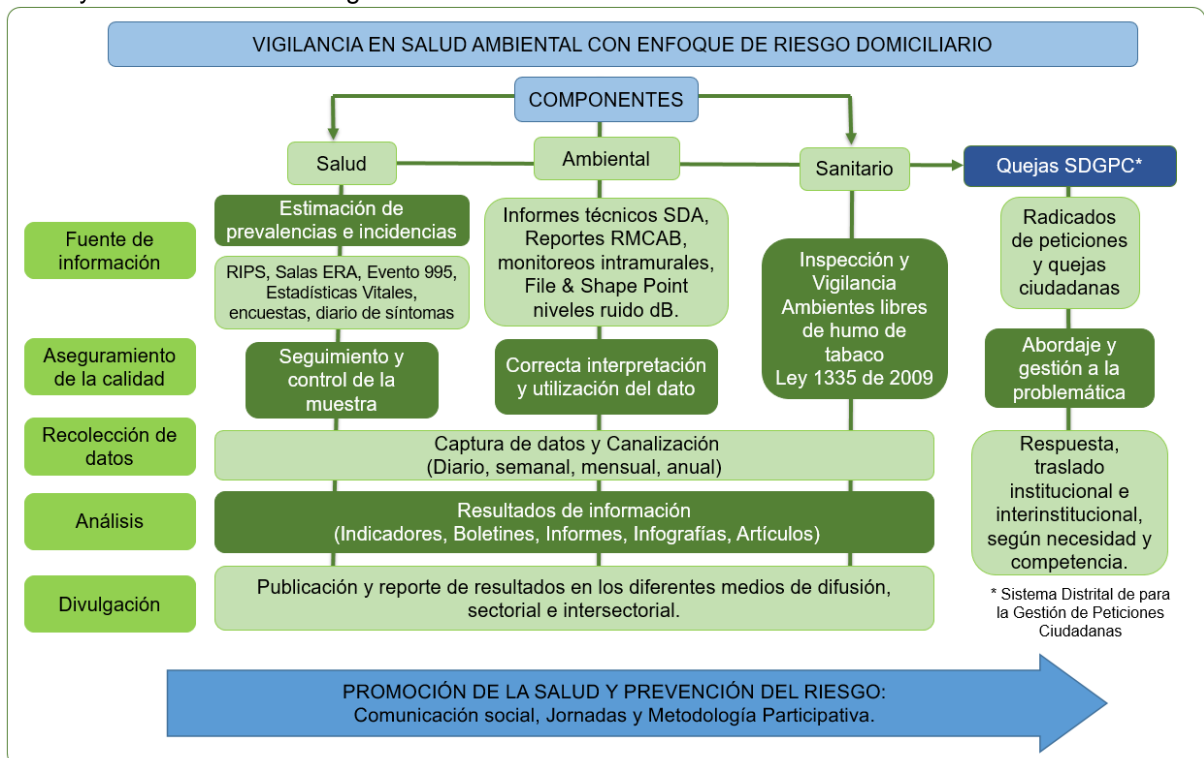 VIGILANCIA EN SALUD AMBIENTAL CON ENFOQUE DE RIESGO DOMICILIARIO
COMPONENTES
Salud
Ambiental
Sanitario
Quejas SDGPC*
Fuente de
información
Estimación de
prevalencias e incidencias
RIPS, Salas ERA, Evento 995,
Estadísticas Vitales,
encuestas, diario de síntomas
Informes técnicos SDA,
Reportes RMCAB,
monitoreos intramurales,
File & Shape Point
niveles ruido dB.
Inspección y
Vigilancia
Ambientes libres
de humo de
tabaco
Ley 1335 de 2009
Radicados
de peticiones
y quejas
ciudadanas
Aseguramiento
de la calidad
Seguimiento y
control de la
muestra
Correcta interpretación
y utilización del dato
Abordaje y
gestión a la
problemática
Recolección de
datos
Captura de datos y Canalización
(Diario, semanal, mensual, anual)
Respuesta,
traslado
institucional e
interinstitucional,
según necesidad y
competencia.
Análisis
Resultados de información
(Indicadores, Boletines, Informes, Infografías, Artículos)
Divulgación
Publicación y reporte de resultados en los diferentes medios de difusión,
sectorial e intersectorial.
* Sistema Distrital de para
la Gestión de Peticiones
Ciudadanas
PROMOCIÓN DE LA SALUD Y PREVENCIÓN DEL RIESGO:
Comunicación social, Jornadas y Metodología Participativa.